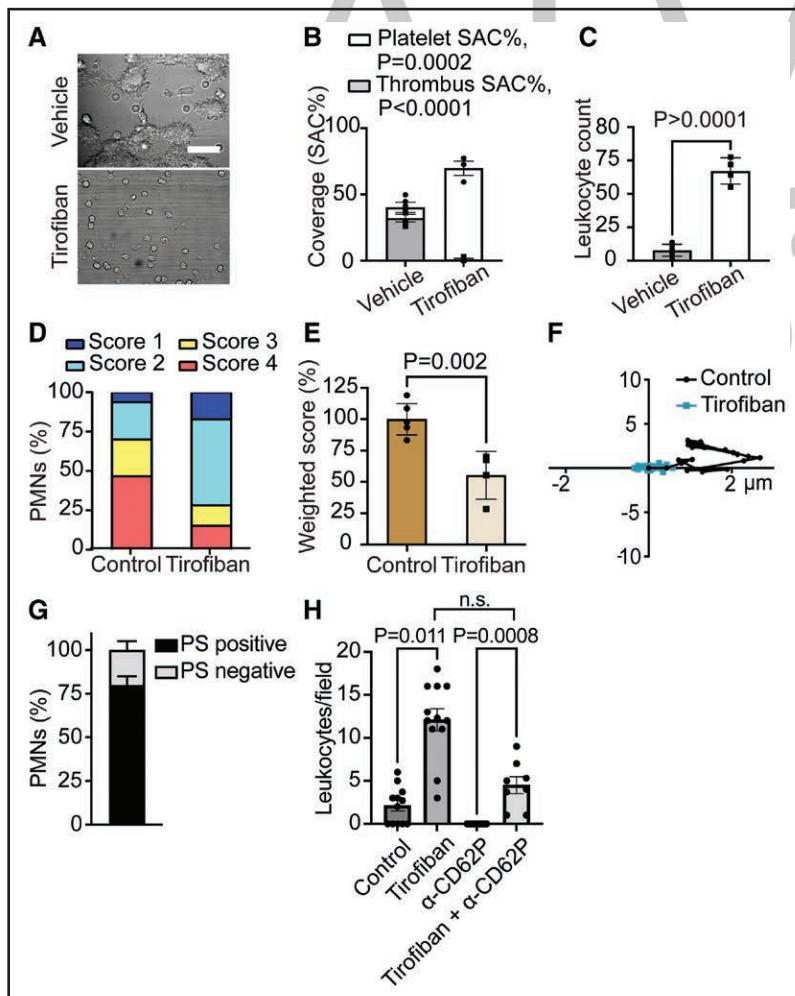 A
Vehicle
Tirofiban
B
Platelet SAC%,
P=0.0002
Thrombus SAC%,
P<0.0001
Coverage (SAC%)
100
50
0
Vehicle
Tirofiban
C
P>0.0001
Leukocyte count
80
75
50
25
0
Vehicle
Tirofiban
D
Score 1 Score 3
Score 2 Score 4
PMNs (%)
100
75
50
25
0
Control Tirofiban
E
P=0.002
Weighted score (%)
125
100
75
50
25
0
Control
Tirofiban
F
Control
Tirofiban
10
5
-2 2 μm
-5
-10
G
PS positive
PS negative
PMNs (%)
100
75
50
25
0
H
n.s.
P=0.011 P=0.0008
Leukocytes/field
20
15
10
5
0
Control
Tirofiban
α-CD62P
Tirofiban + α-CD62P